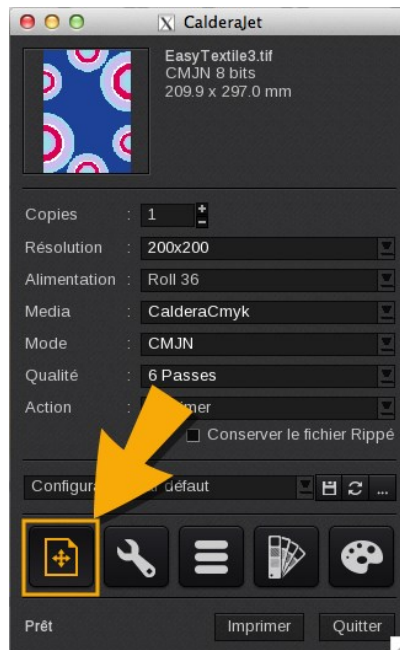 CalderaJet
EasyTextile3.tif
CMJN 8 bits
209.9 x 297.0 mm
Copies : 1
Résolution : 200x200
Alimentation : Roll 36
Media : CalderaCmyk
Mode : CMJN
Qualité : 6 Passes
Action :
Conserver le fichier Rippé
défaut ...
Prêt Imprimer Quitter